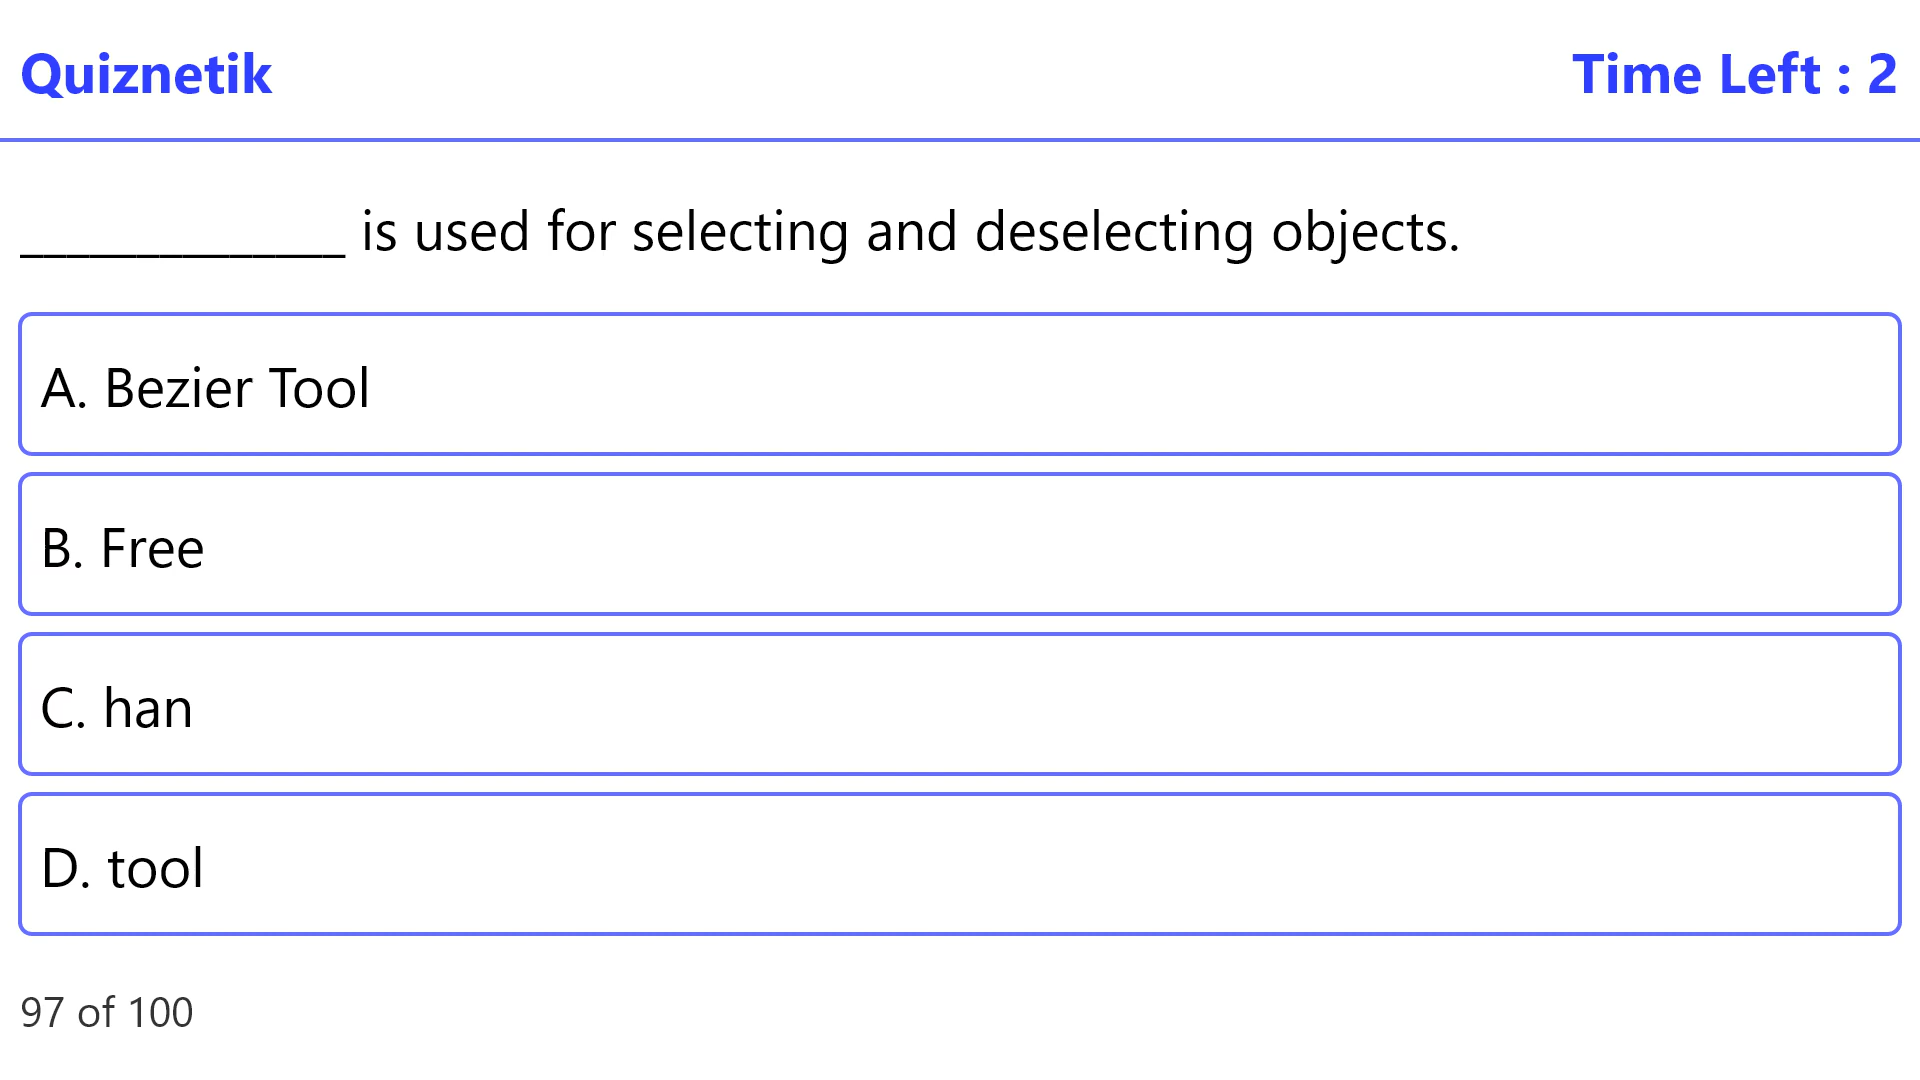 Quiznetik
Time Left : 2
______________ is used for selecting and deselecting objects.
A. Bezier Tool
B. Free
C. han
D. tool
97 of 100